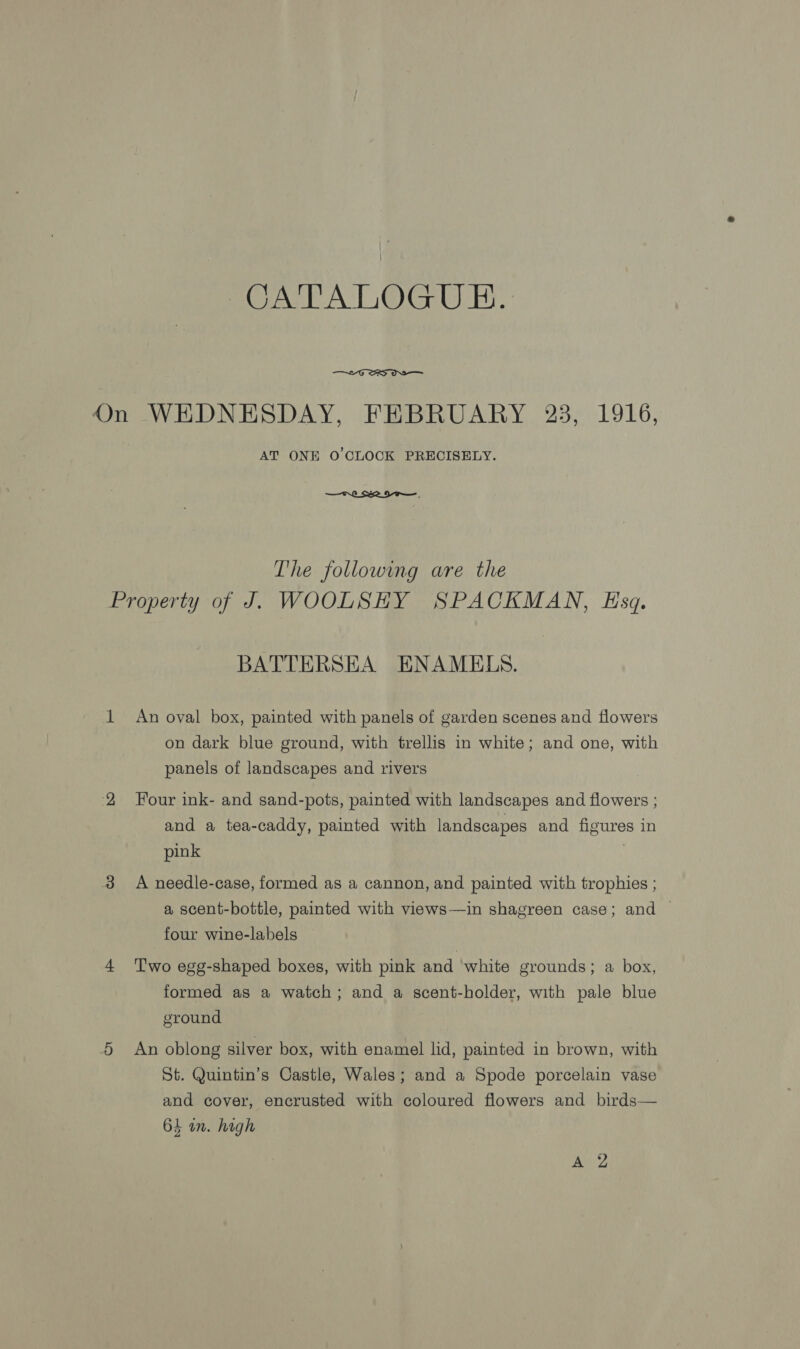 CATALOGUE.
On WEDNESDAY, FEBRUARY 23, 1916,
AT ONE O'CLOCK PRECISELY.
The following are the
Property of J. WOOLSEY SPACKMAN, Esq.
BATTERSEA ENAMELS.
1 An oval box, painted with panels of garden scenes and flowers
on dark blue ground, with trellis in white; and one, with
panels of landscapes and rivers
2 Four ink- and sand-pots, painted with landscapes and flowers;
and a tea-caddy, painted with landscapes and figures in
pink
3 A needle-case, formed as a cannon, and painted with trophies;
a scent-bottle, painted with views—in shagreen case; and
four wine-labels
4 Two egg-shaped boxes, with pink and white grounds; a box,
formed as a watch; and a scent-holder, with pale blue
ground
5 An oblong silver box, with enamel lid, painted in brown, with
St. Quintin's Castle, Wales; and a Spode porcelain vase
and cover, encrusted with coloured flowers and birds—
6½ in. high
A 2